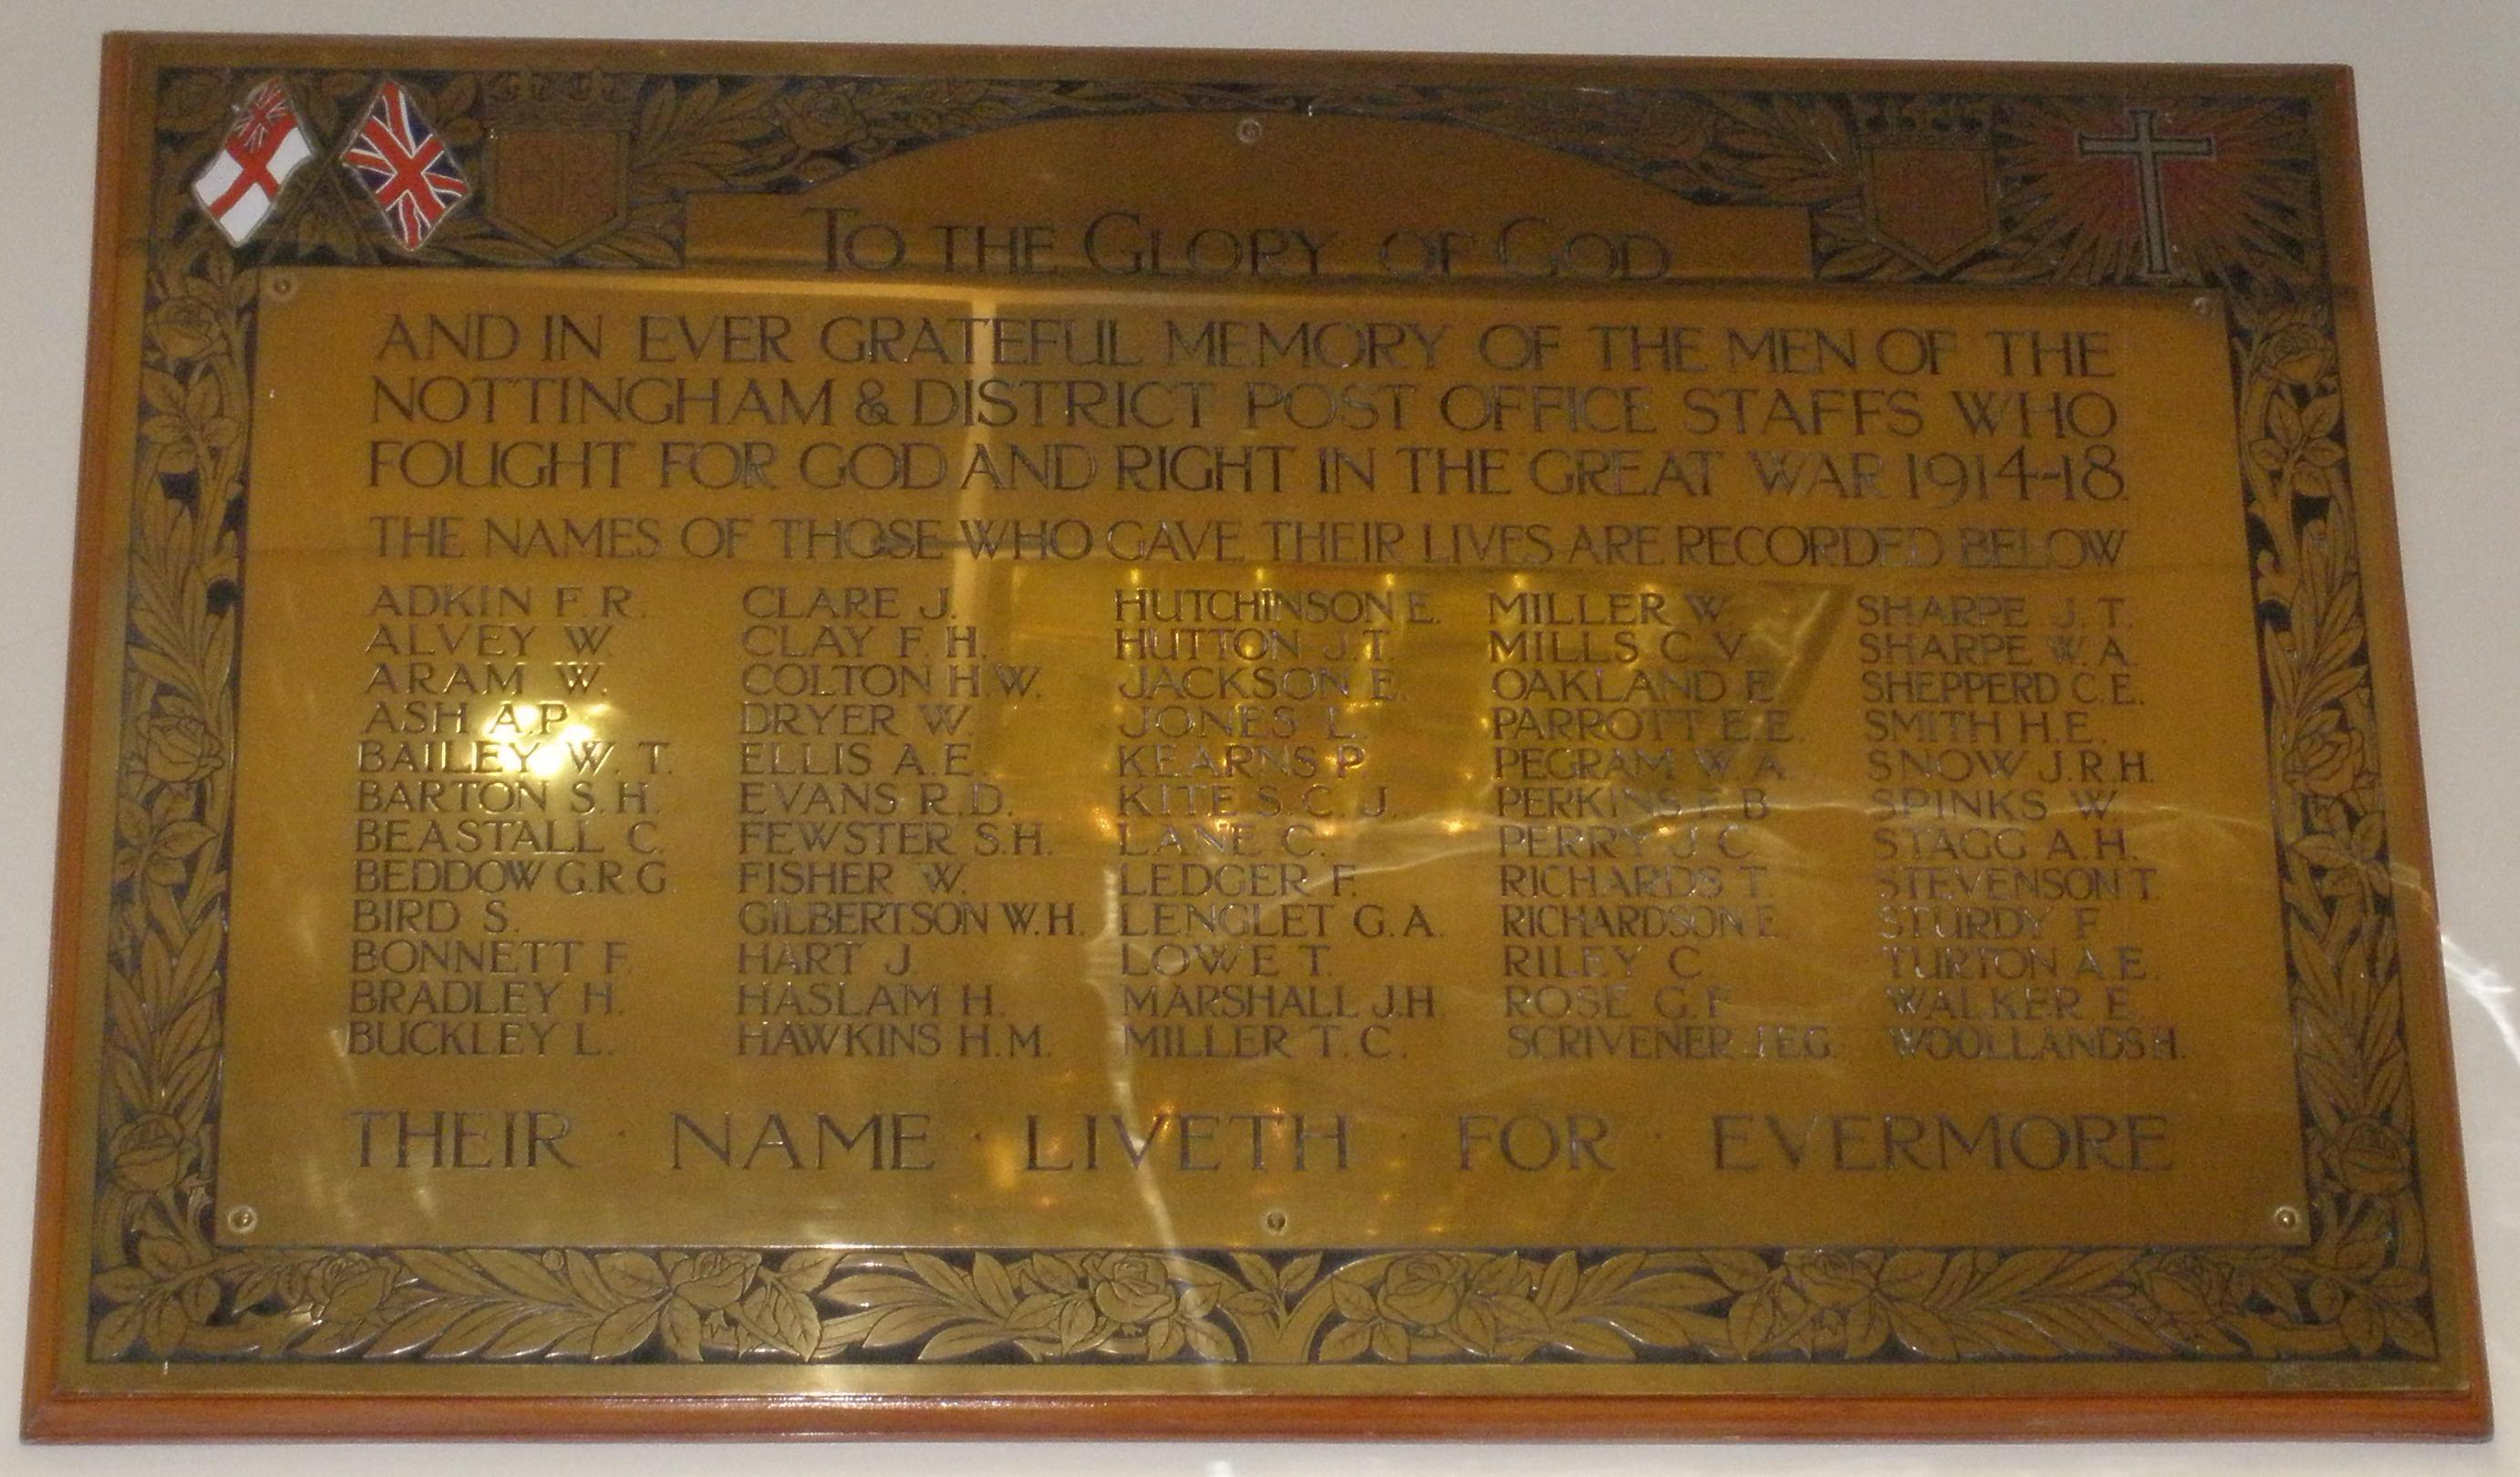 TO THE GLORY OF GOD
AND IN EVER GRATEFUL MEMORY OF THE MEN OF THE
NOTTINGHAM & DISTRICT POST OFFICE STAFFS WHO
FOUGHT FOR GOD AND RIGHT IN THE GREAT WAR 1914-18.
THE NAMES OF THOSE WHO GAVE THEIR LIVES ARE RECORDED BELOW
ADKIN F. R.
ALVEY W.
ARAM W.
ASH A.P.
BAILEY W. T.
BARTON S. H.
BEASTALL C.
BEDDOW G.R.G.
BIRD S.
BONNETT F.
BRADLEY H.
BUCKLEY L.
CLARE J.
CLAY F. H.
COLTON H.W.
DRYER W.
ELLIS A.E.
EVANS R.D.
FEWSTER S.H.
FISHER W.
GILBERTSON W.H.
HART J.
HASLAM H.
HAWKINS H.M.
HUTCHINSON E.
HUTTON J.T.
JACKSON E.
JONES L.
KEARNS P.
KITE S. C. J.
LANE C.
LEDGER F.
LENGLET G.A.
LOWE T.
MARSHALL J.H.
MILLER T. C.
MILLER W.
MILLS C. V.
OAKLAND E.
PARROTT E.E.
PEGRAM W. A.
PERKINS F. B.
PERRY J. C.
RICHARDS T.
RICHARDSON E.
RILEY C.
ROSE G.F.
SCRIVENER J.E.G.
SHARPE J. T.
SHARPE W. A.
SHEPPERD C.E.
SMITH H.E.
SNOW J.R.H.
SPINKS W.
STAGG A.H.
STEVENSON T.
STURDY F.
TURTON A.E.
WALKER E.
WOOLLANDS H.
THEIR · NAME · LIVETH · FOR · EVERMORE